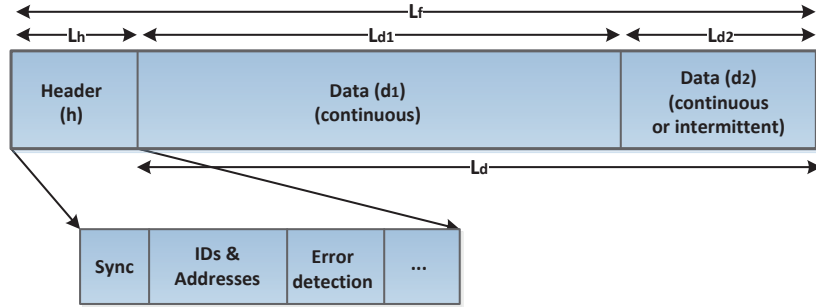 Lf
Lh
Ld1
Ld2
Header
(h)
Data (d1)
(continuous)
Data (d2)
(continuous
or intermittent)
Ld
Sync
IDs &
Addresses
Error
detection
...